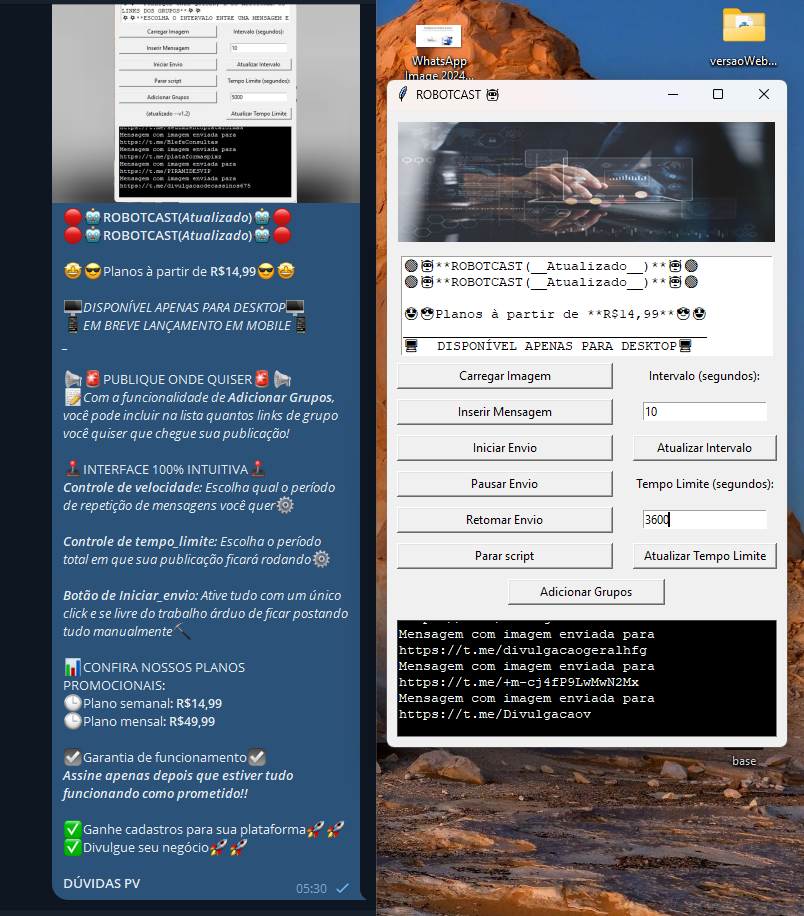 LINKS DOS GRUPOS**
**ESCOLHA O INTERVALO ENTRE UMA MENSAGEM E
Carregar Imagem
Intervalo (segundos):
Inserir Mensagem
10
Iniciar Envio
Atualizar Intervalo
Parar script
Tempo Limite (segundos):
Adicionar Grupos
5000
(atualizado --v1.2)
Atualizar Tempo Limite
Mensagem com imagem enviada para
https://t.me/BlefeConsultas
Mensagem com imagem enviada para
https://t.me/plataformaspixz
Mensagem com imagem enviada para
https://t.me/PIRAMIDESVIP
Mensagem com imagem enviada para
https://t.me/divulgacaodecassinos675
🔴🤖ROBOTCAST(Atualizado)🤖🔴
🔴🤖ROBOTCAST(Atualizado)🤖🔴
🤩😎Planos à partir de R$14,99😎🤩
🖥️DISPONÍVEL APENAS PARA DESKTOP🖥️
📱EM BREVE LANÇAMENTO EM MOBILE📱
_
📢🚨PUBLIQUE ONDE QUISER🚨📢
📝Com a funcionalidade de Adicionar Grupos,
você pode incluir na lista quantos links de grupo
você quiser que chegue sua publicação!
🕹️INTERFACE 100% INTUITIVA🕹️
Controle de velocidade: Escolha qual o período
de repetição de mensagens você quer⚙️
Controle de tempo_limite: Escolha o período
total em que sua publicação ficará rodando⚙️
Botão de Iniciar_envio: Ative tudo com um único
click e se livre do trabalho árduo de ficar postando
tudo manualmente🔨
📊CONFIRA NOSSOS PLANOS
PROMOCIONAIS:
🕒Plano semanal: R$14,99
🕒Plano mensal: R$49,99
☑️Garantia de funcionamento☑️
Assine apenas depois que estiver tudo
funcionando como prometido!!
✅Ganhe cadastros para sua plataforma🚀🚀
✅Divulgue seu negócio🚀🚀
DÚVIDAS PV
05:30
WhatsApp
Image 2024...
versaoWeb...
ROBOTCAST 🤖
🔵🤖**ROBOTCAST(__Atualizado__)**🤖🔵
🔵🤖**ROBOTCAST(__Atualizado__)**🤖🔵
🤩😎Planos à partir de **R$14,99**😎🤩
🖥️ DISPONÍVEL APENAS PARA DESKTOP🖥️
Carregar Imagem
Intervalo (segundos):
Inserir Mensagem
10
Iniciar Envio
Atualizar Intervalo
Pausar Envio
Tempo Limite (segundos):
Retomar Envio
3600
Parar script
Atualizar Tempo Limite
Adicionar Grupos
Mensagem com imagem enviada para
https://t.me/divulgacaogeralhfg
Mensagem com imagem enviada para
https://t.me/+m-cj4fP9LwMwN2Mx
Mensagem com imagem enviada para
https://t.me/Divulgacaov
base